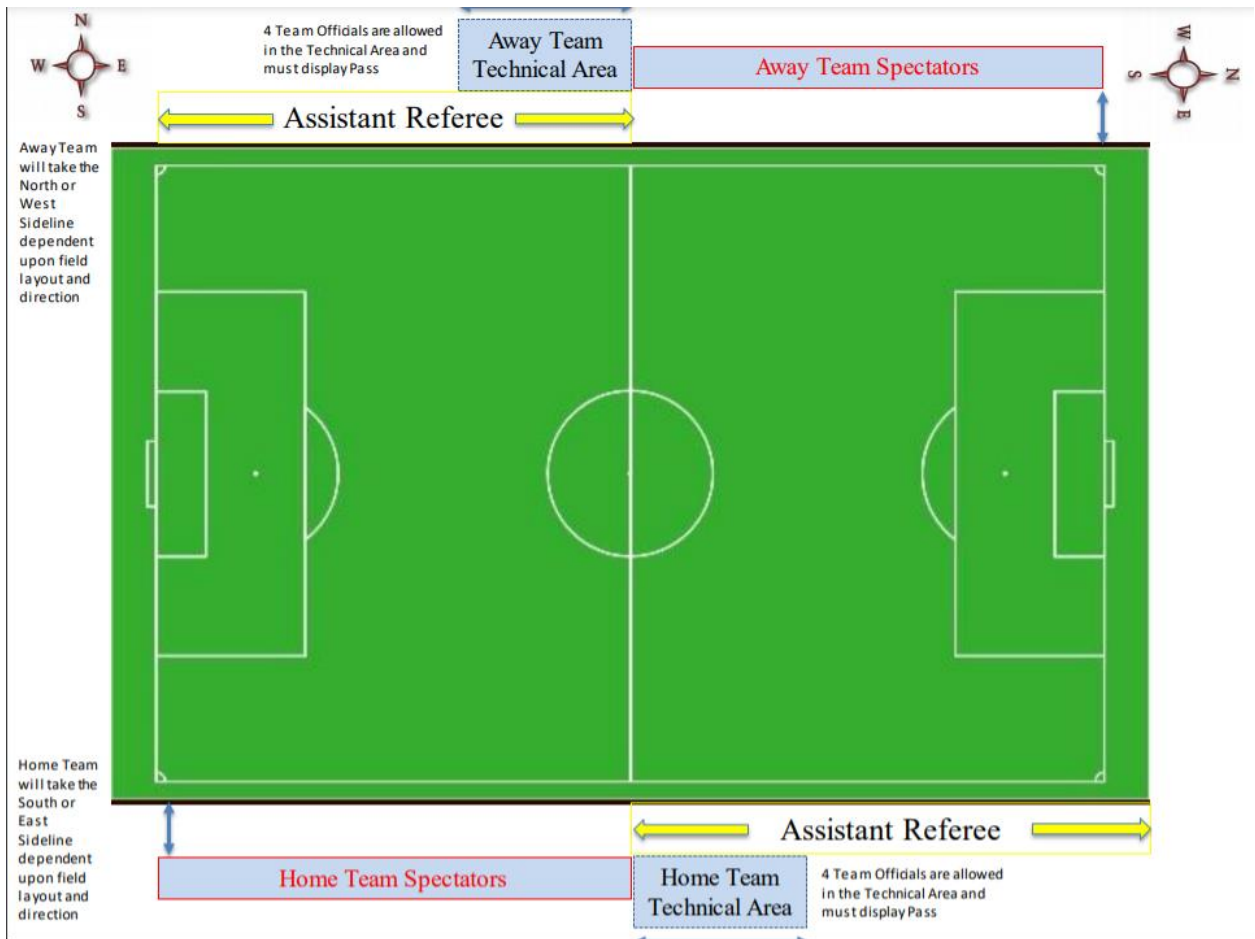 N
W E
S
4 Team Officials are allowed
in the Technical Area and
must display Pass
Away Team
Technical Area
Away Team Spectators
W
S N
E
Assistant Referee
Away Team
will take the
North or
West
Sideline
dependent
upon field
layout and
direction
Home Team
will take the
South or
East
Sideline
dependent
upon field
layout and
direction
Assistant Referee
Home Team Spectators
Home Team
Technical Area
4 Team Officials are allowed
in the Technical Area and
must display Pass